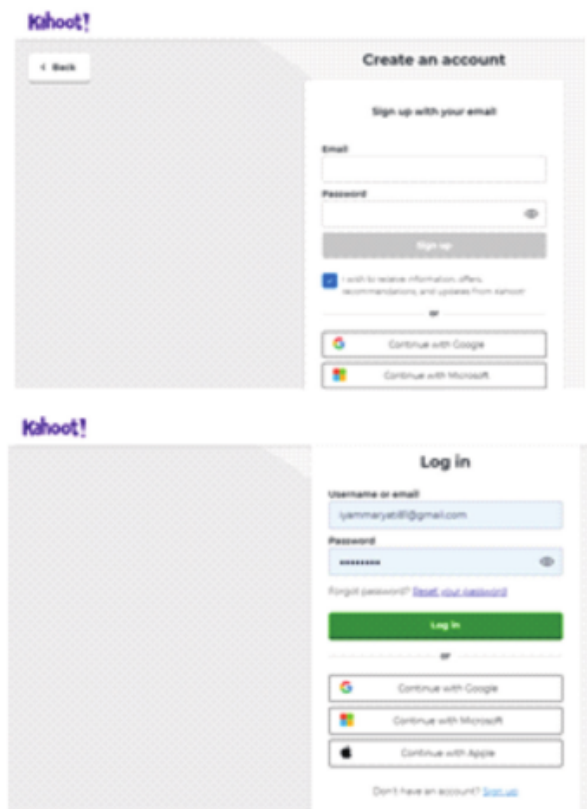 Kahoot!
Back
Create an account
Sign up with your email
Email
Password
Sign up
I wish to receive information, offers,
recommendations, and updates from Kahoot!
or
Continue with Google
Continue with Microsoft
Kahoot!
Log in
Username or email
@gmail.com
Password
Forgot password? Reset your password
Log in
or
Continue with Google
Continue with Microsoft
Continue with Apple
Don't have an account? Sign up